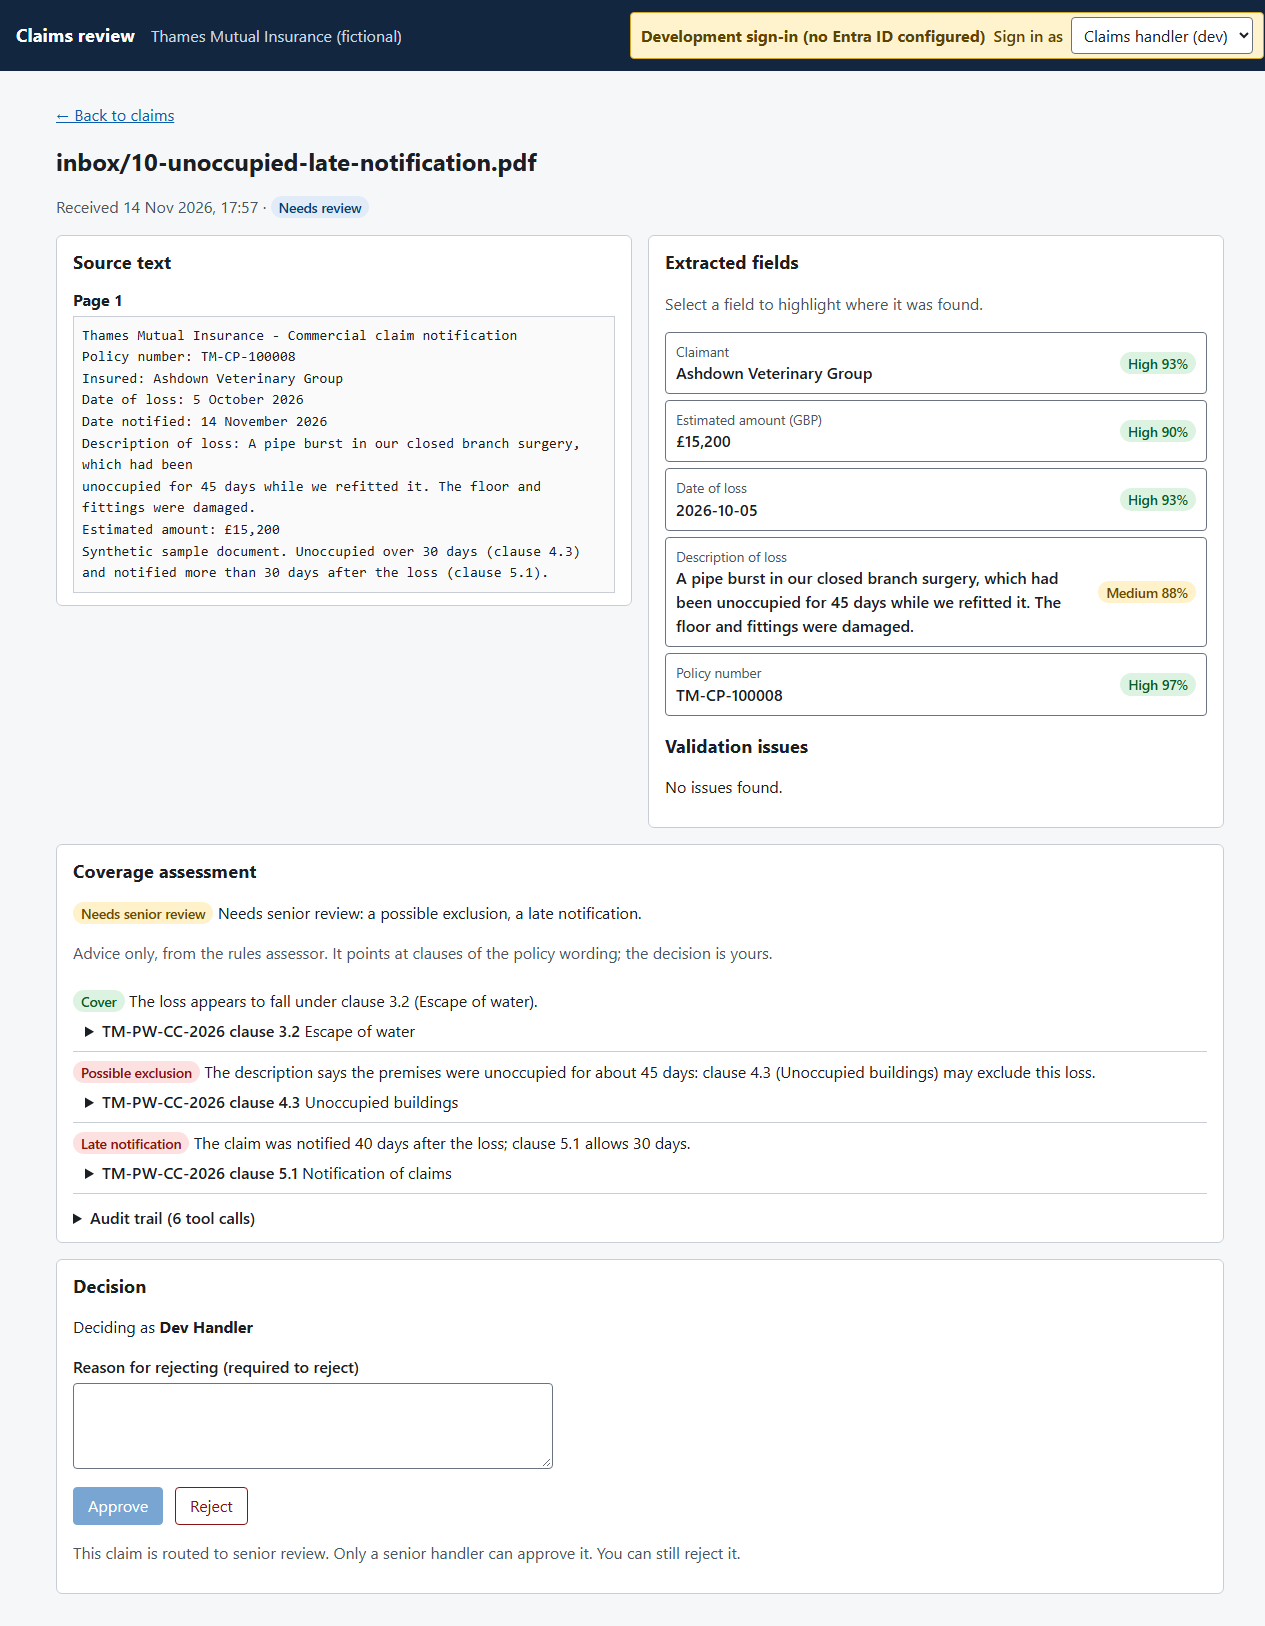 Claims review Thames Mutual Insurance (fictional)
Development sign-in (no Entra ID configured) Sign in as Claims handler (dev)
← Back to claims
inbox/10-unoccupied-late-notification.pdf
Received 14 Nov 2026, 17:57 · Needs review
Source text
Page 1
Thames Mutual Insurance - Commercial claim notification
Policy number: TM-CP-100008
Insured: Ashdown Veterinary Group
Date of loss: 5 October 2026
Date notified: 14 November 2026
Description of loss: A pipe burst in our closed branch surgery,
which had been
unoccupied for 45 days while we refitted it. The floor and
fittings were damaged.
Estimated amount: £15,200
Synthetic sample document. Unoccupied over 30 days (clause 4.3)
and notified more than 30 days after the loss (clause 5.1).
Extracted fields
Select a field to highlight where it was found.
Claimant
Ashdown Veterinary Group
High 93%
Estimated amount (GBP)
£15,200
High 90%
Date of loss
2026-10-05
High 93%
Description of loss
A pipe burst in our closed branch surgery, which had
been unoccupied for 45 days while we refitted it. The
floor and fittings were damaged.
Medium 88%
Policy number
TM-CP-100008
High 97%
Validation issues
No issues found.
Coverage assessment
Needs senior review Needs senior review: a possible exclusion, a late notification.
Advice only, from the rules assessor. It points at clauses of the policy wording; the decision is yours.
Cover The loss appears to fall under clause 3.2 (Escape of water).
▶ TM-PW-CC-2026 clause 3.2 Escape of water
Possible exclusion The description says the premises were unoccupied for about 45 days: clause 4.3 (Unoccupied buildings) may exclude this loss.
▶ TM-PW-CC-2026 clause 4.3 Unoccupied buildings
Late notification The claim was notified 40 days after the loss; clause 5.1 allows 30 days.
▶ TM-PW-CC-2026 clause 5.1 Notification of claims
▶ Audit trail (6 tool calls)
Decision
Deciding as Dev Handler
Reason for rejecting (required to reject)
Approve Reject
This claim is routed to senior review. Only a senior handler can approve it. You can still reject it.